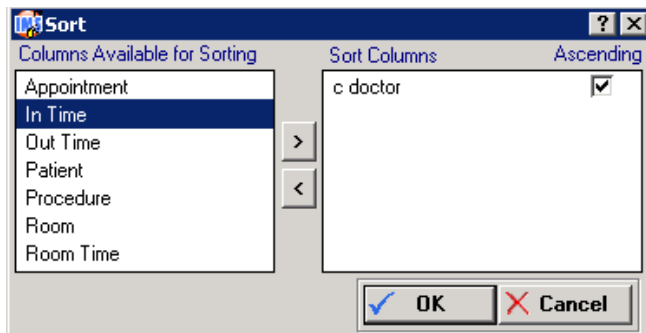 Sort
Columns Available for Sorting
Appointment
In Time
Out Time
Patient
Procedure
Room
Room Time
>
<
Sort Columns Ascending
c doctor
OK Cancel